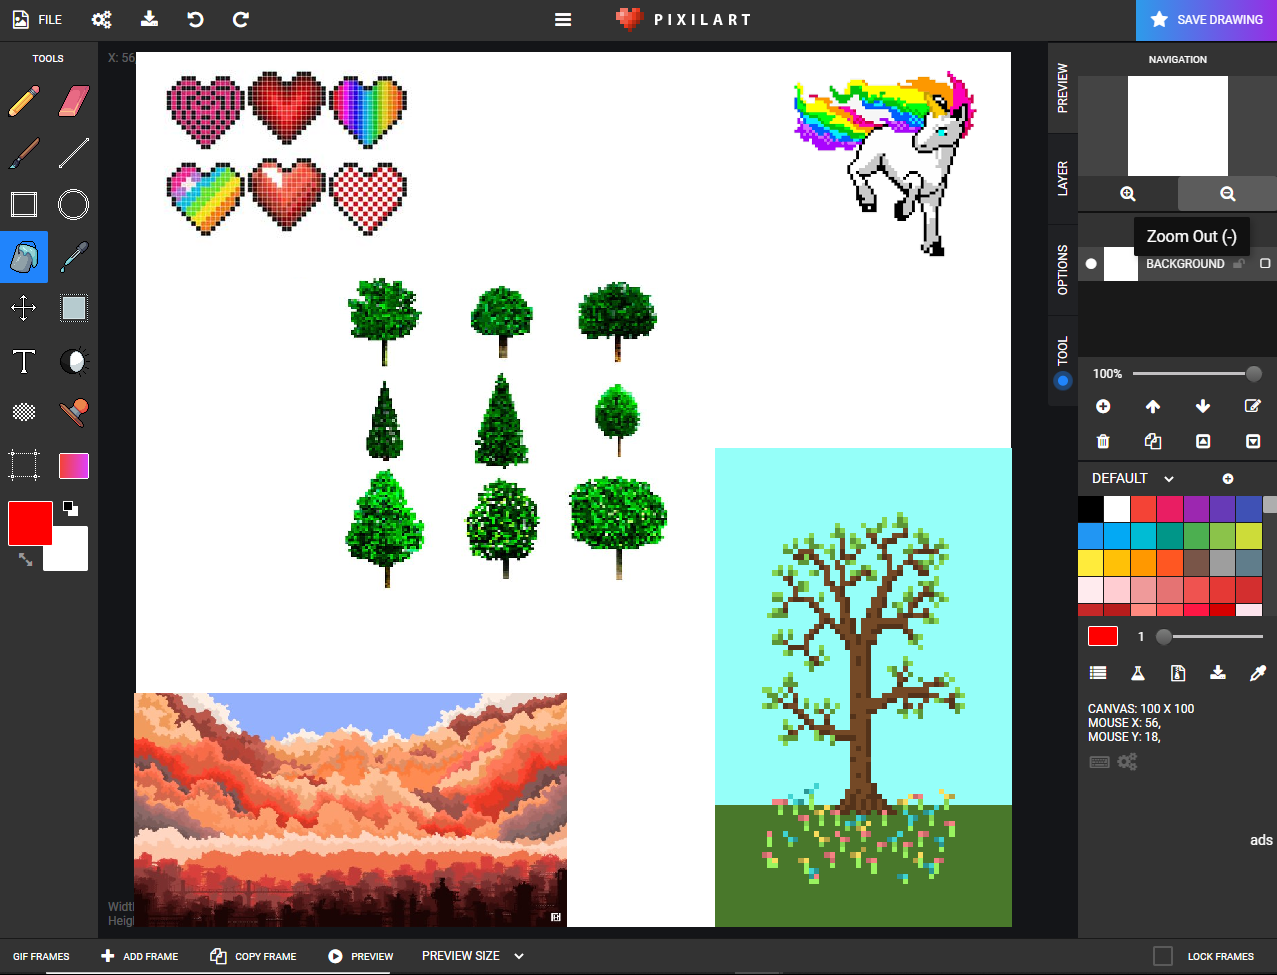 FILE
PIXILART
SAVE DRAWING
TOOLS
X: 56
NAVIGATION
PREVIEW
LAYER
OPTIONS
TOOL
Zoom Out (-)
BACKGROUND
100%
DEFAULT
1
CANVAS: 100 X 100
MOUSE X: 56,
MOUSE Y: 18,
ads
Widt
Heig
GIF FRAMES
ADD FRAME
COPY FRAME
PREVIEW
PREVIEW SIZE
LOCK FRAMES